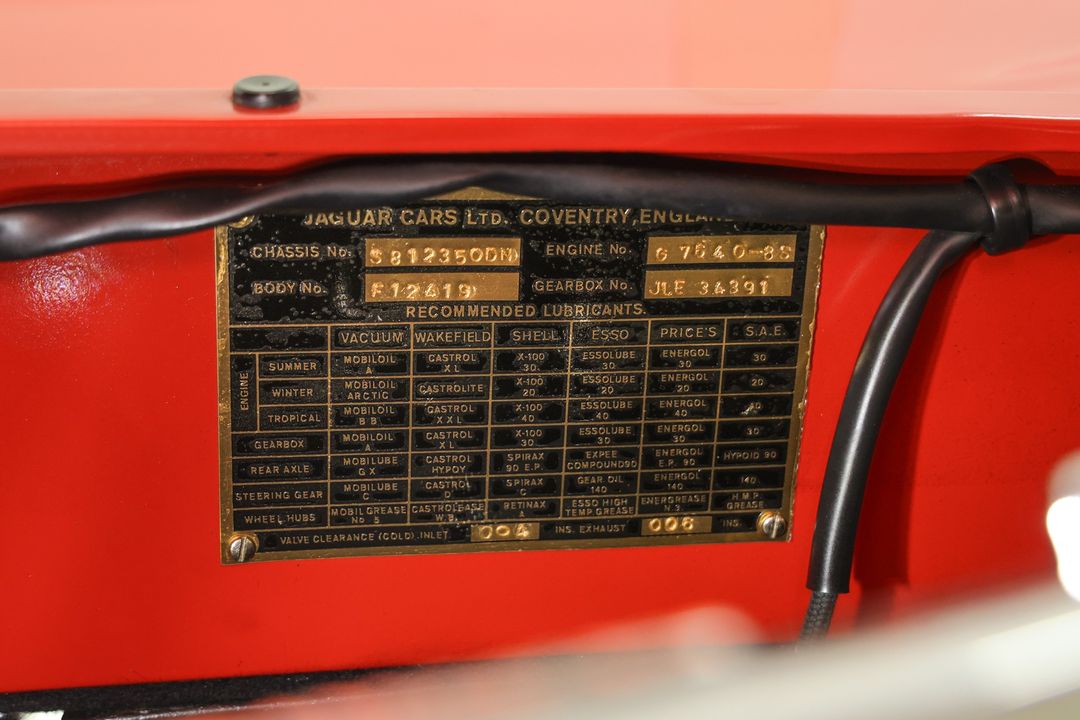 JAGUAR CARS LTD. COVENTRY, ENGLAND
CHASSIS No. S812350DN ENGINE No. G 7640-8S
BODY No. F12419 GEARBOX No. JLE 34391
RECOMMENDED LUBRICANTS.
VACUUM WAKEFIELD SHELL ESSO PRICE'S S.A.E.
ENGINE
SUMMER MOBILOIL A CASTROL XL X-100 30 ESSOLUBE 30 ENERGOL 30 30
WINTER MOBILOIL ARCTIC CASTROLITE X-100 20 ESSOLUBE 20 ENERGOL 20 20
TROPICAL MOBILOIL BB CASTROL XXL X-100 40 ESSOLUBE 40 ENERGOL 40 40
GEARBOX MOBILOIL A CASTROL XL X-100 30 ESSOLUBE 30 ENERGOL 30 30
REAR AXLE MOBILUBE GX CASTROL HYPOY SPIRAX 90 E.P. EXPEE COMPOUND 90 ENERGOL E.P. 90 HYPOID 90
STEERING GEAR MOBILUBE C CASTROL D SPIRAX C GEAR OIL 140 ENERGOL 140 140
WHEEL HUBS MOBILGREASE No 5 CASTROLEASE W.B. RETINAX A ESSO HIGH TEMP. GREASE ENERGREASE N.3. H.M.P. GREASE
VALVE CLEARANCE (COLD). INLET 004 INS. EXHAUST 006 INS.